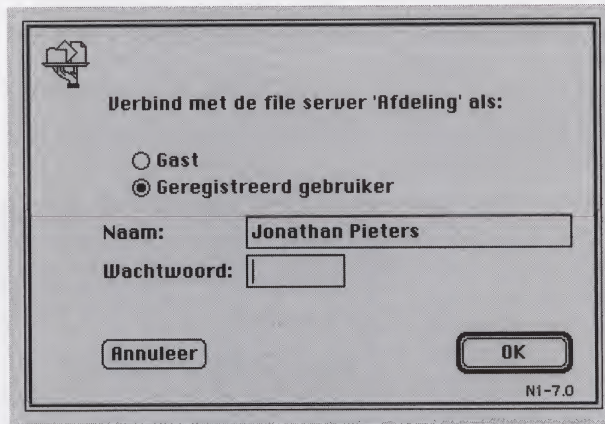 Verbind met de file server 'Afdeling' als:
Gast
Geregistreerd gebruiker
Naam: Jonathan Pieters
Wachtwoord:
Annuleer OK
N1-7.0